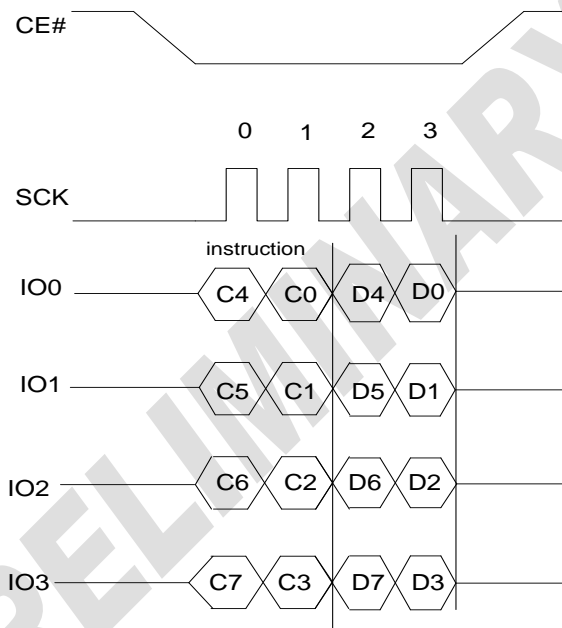 CE#
0 1 2 3
SCK
instruction
IO0 C4 C0 D4 D0
IO1 C5 C1 D5 D1
IO2 C6 C2 D6 D2
IO3 C7 C3 D7 D3
PRELIMINARY